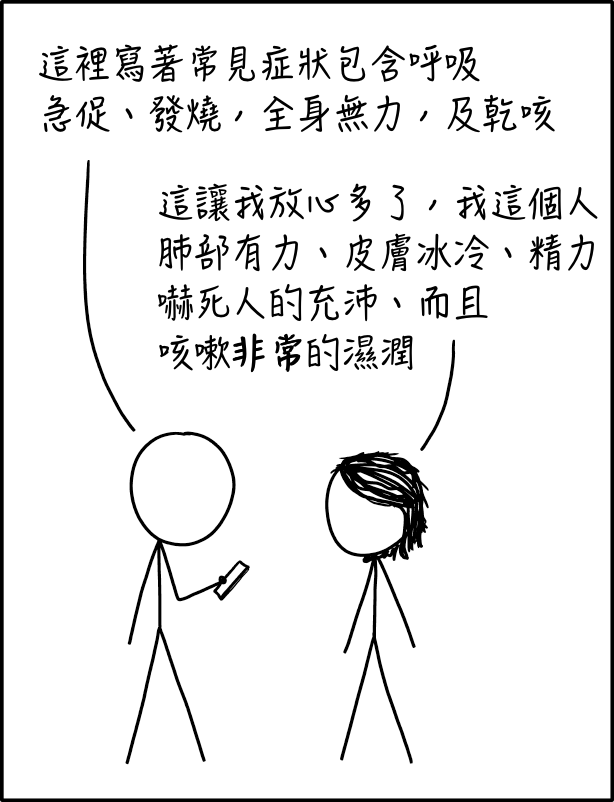 這裡寫著常見症狀包含呼吸
急促、發燒，全身無力，及乾咳
這讓我放心多了，我這個人
肺部有力、皮膚冰冷、精力
嚇死人的充沛、而且
咳嗽非常的濕潤